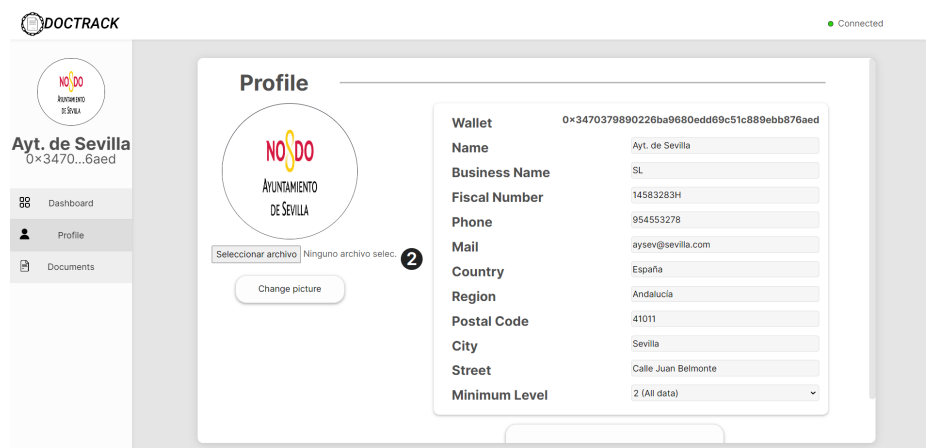 DOCTRACK
Connected
NO8DO
AYUNTAMIENTO
DE SEVILLA
Ayt. de Sevilla
0×3470...6aed
Dashboard
Profile
Documents
Profile
NO8DO
AYUNTAMIENTO
DE SEVILLA
Seleccionar archivo Ninguno archivo selec.
2
Change picture
Wallet 0×3470379890226ba9680edd69c51c889ebb876aed
Name Ayt. de Sevilla
Business Name SL
Fiscal Number 14583283H
Phone 954553278
Mail aysev@sevilla.com
Country España
Region Andalucía
Postal Code 41011
City Sevilla
Street Calle Juan Belmonte
Minimum Level 2 (All data)